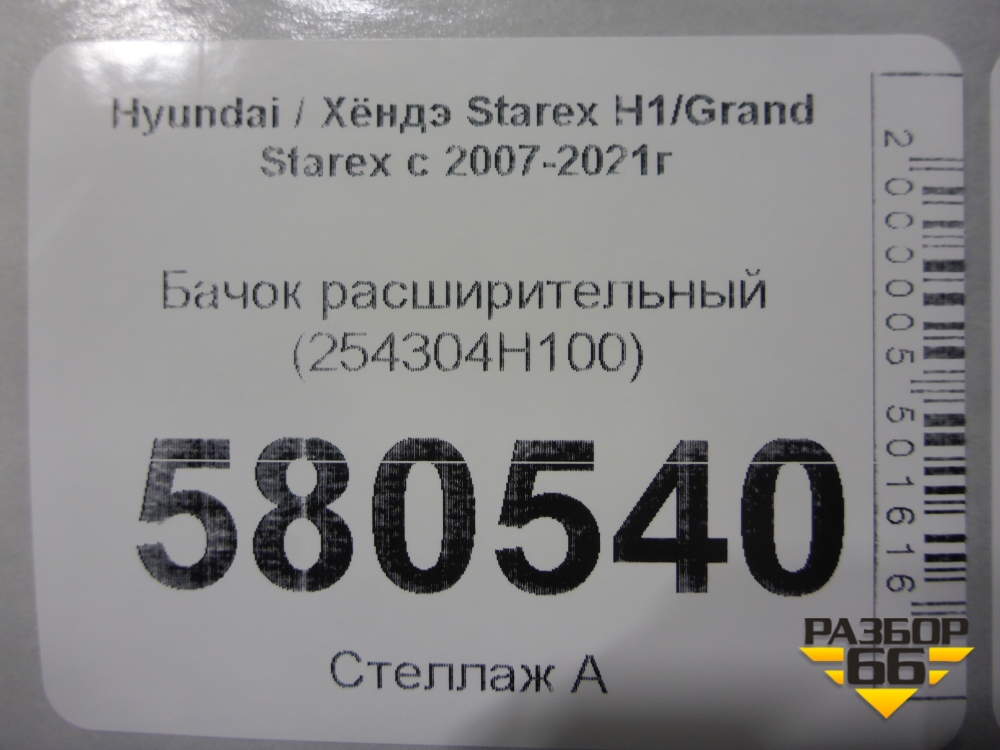 Hyundai / Хёндэ Starex H1/Grand
Starex с 2007-2021г
Бачок расширительный
(254304H100)
580540
Стеллаж А
2000005501616
РАЗБОР
66